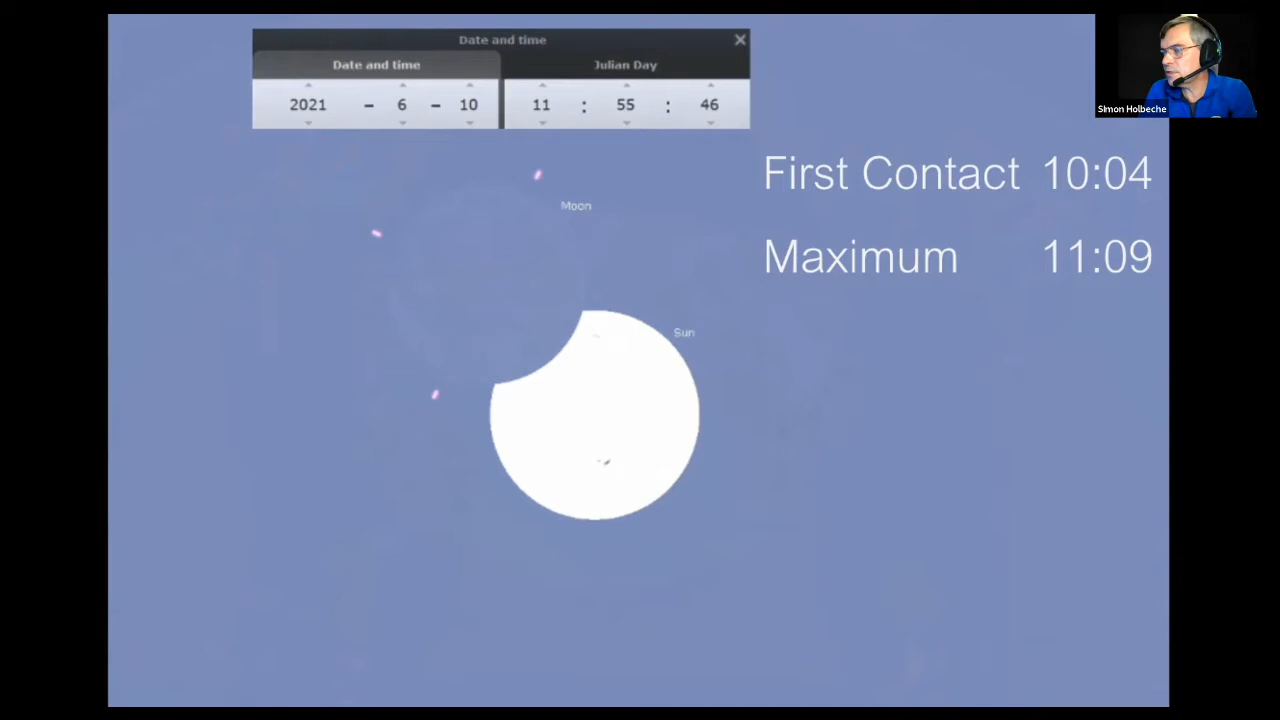 Date and time
Date and time
Julian Day
2021 - 6 - 10 11 : 55 : 46
Simon Holbeche
First Contact 10:04
Moon
Maximum 11:09
Sun